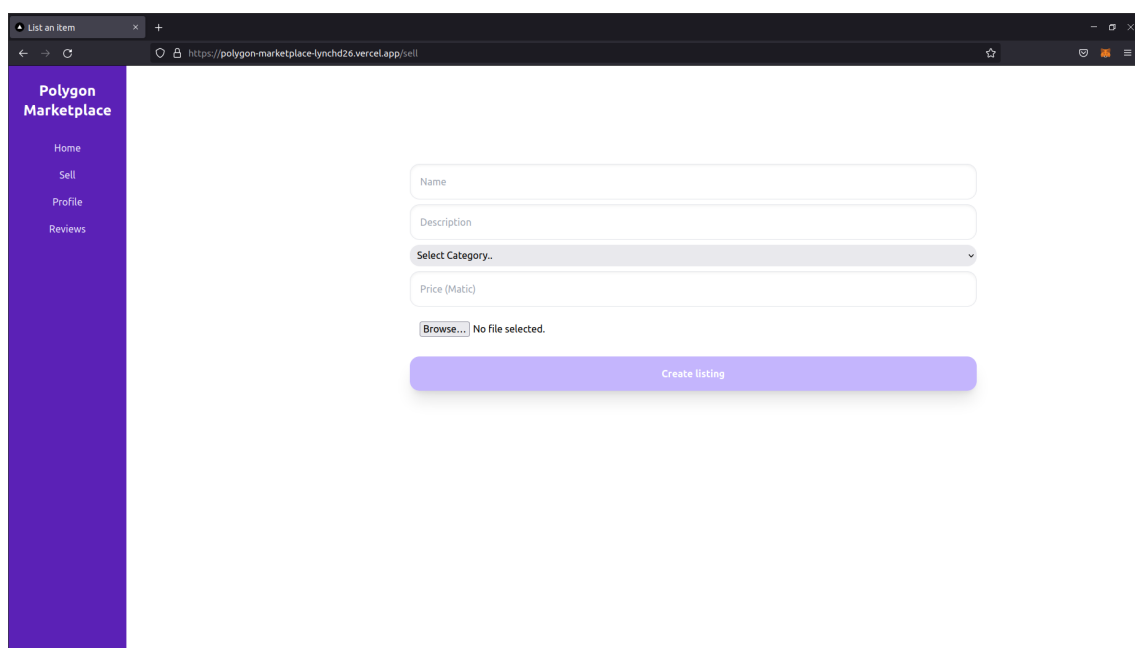 List an item
https://polygon-marketplace-lynchd26.vercel.app/sell
Polygon
Marketplace
Home
Sell
Profile
Reviews
Name
Description
Select Category..
Price (Matic)
Browse... No file selected.
Create listing